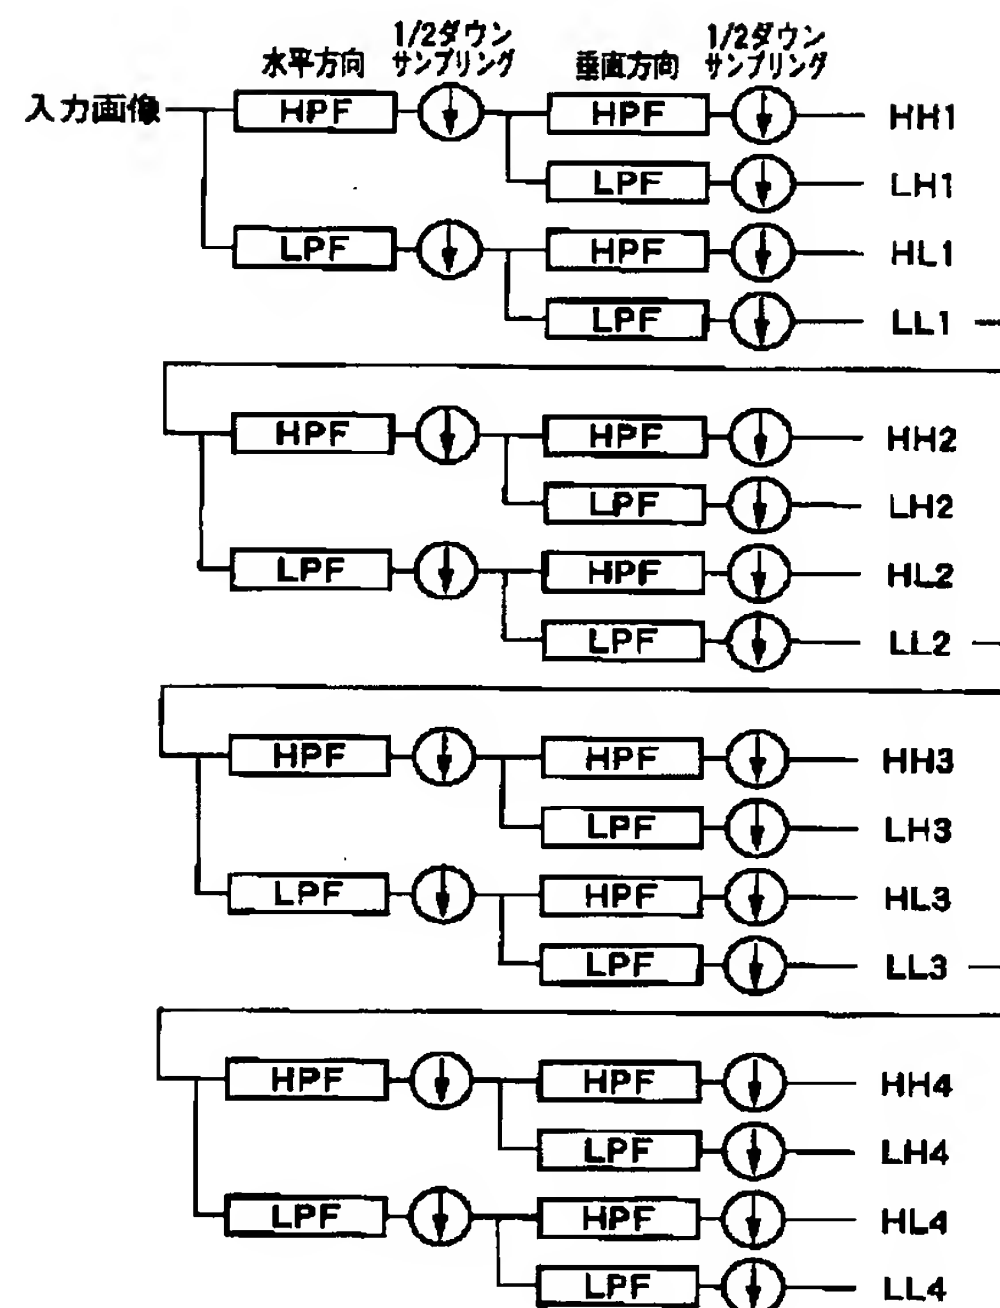 1/2ダウン 1/2ダウン
水平方向 サンプリング 垂直方向 サンプリング
入力画像 HPF HPF HH1
LPF LH1
LPF HPF HL1
LPF LL1
HPF HPF HH2
LPF LH2
LPF HPF HL2
LPF LL2
HPF HPF HH3
LPF LH3
LPF HPF HL3
LPF LL3
HPF HPF HH4
LPF LH4
LPF HPF HL4
LPF LL4